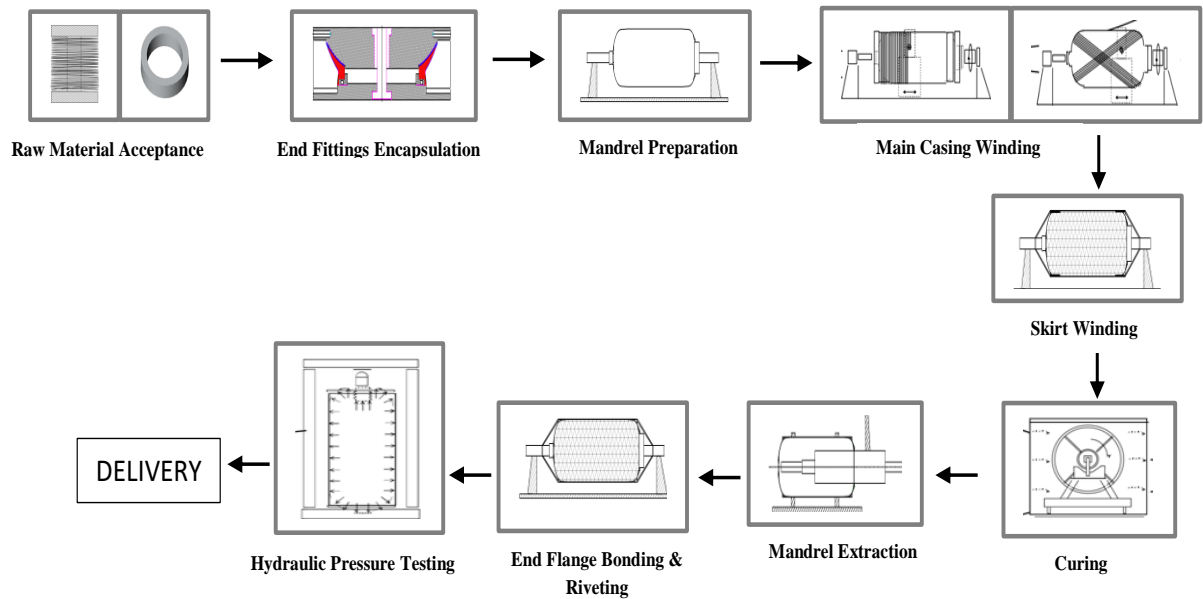 Raw Material Acceptance
End Fittings Encapsulation
Mandrel Preparation
Main Casing Winding
Skirt Winding
Curing
Mandrel Extraction
End Flange Bonding &
Riveting
Hydraulic Pressure Testing
DELIVERY